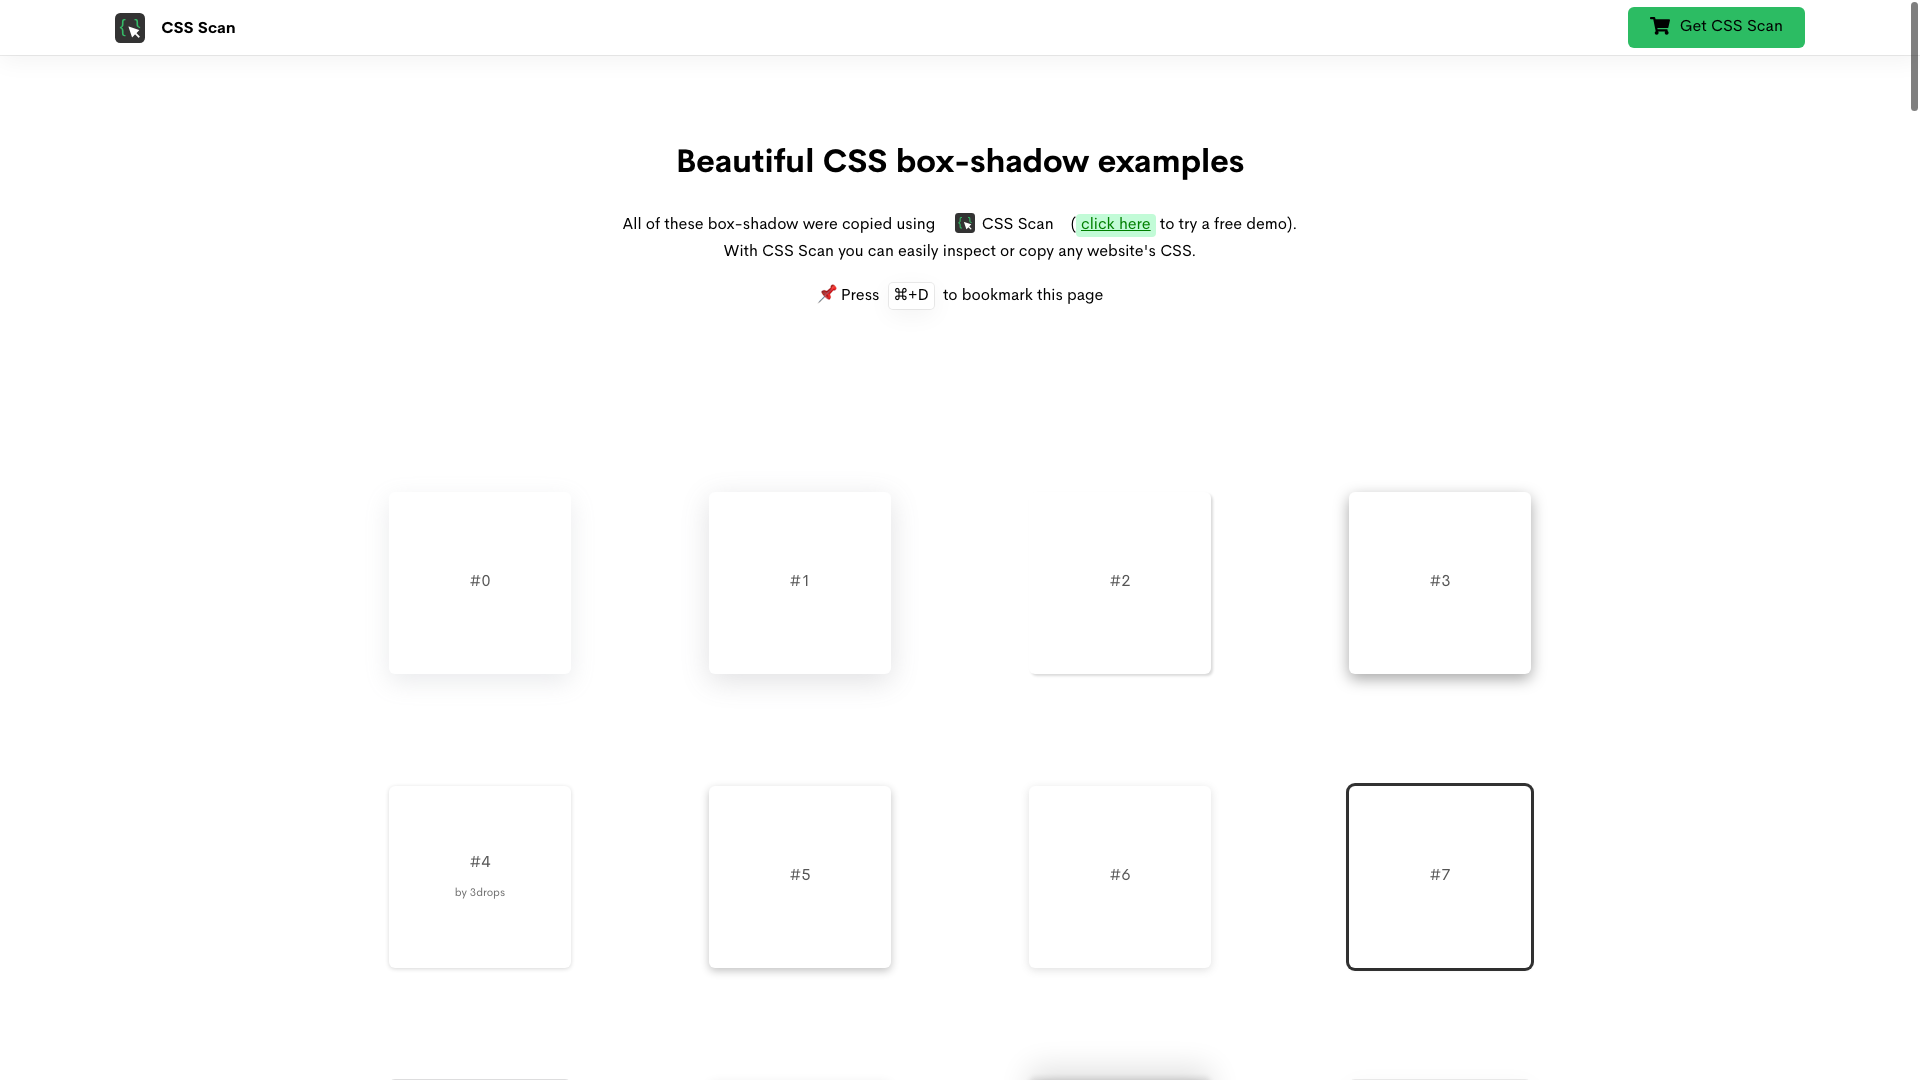 CSS Scan
Get CSS Scan
Beautiful CSS box-shadow examples
All of these box-shadow were copied using CSS Scan (click here to try a free demo).
With CSS Scan you can easily inspect or copy any website's CSS.
Press ⌘+D to bookmark this page
#0
#1
#2
#3
#4
by 3drops
#5
#6
#7